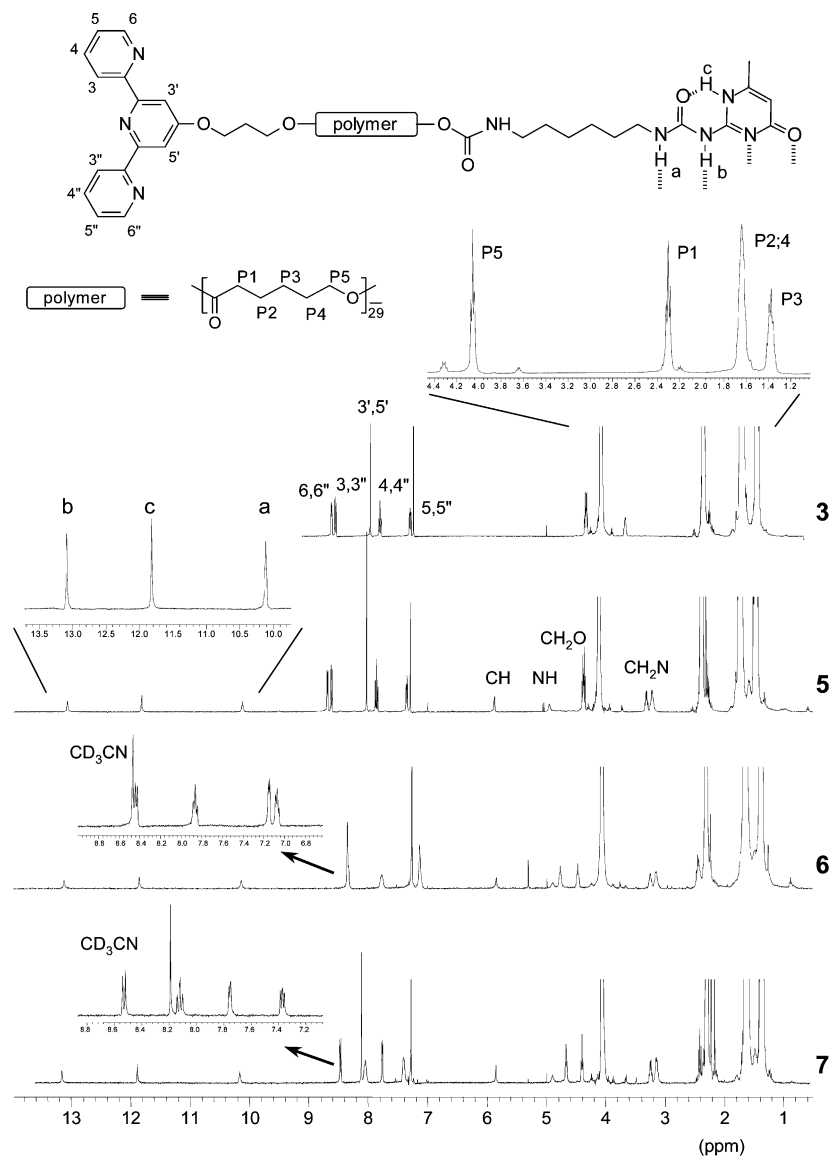 5 6
4 N
3 3'
N O O polymer O NH N H O N c H N O
O a b N
3" 5'
4" N
5" 6"
polymer P1 P3 P5 O 29
O P2 P4
P5 P1 P2;4 P3
4.4 4.2 4.0 3.8 3.6 3.4 3.2 3.0 2.8 2.6 2.4 2.2 2.0 1.8 1.6 1.4 1.2
3',5'
6,6" 3,3" 4,4" 5,5" 3
b c a
13.5 13.0 12.5 12.0 11.5 11.0 10.5 10.0
CH NH CH₂O CH₂N 5
CD₃CN
8.8 8.6 8.4 8.2 8.0 7.8 7.6 7.4 7.2 7.0 6.8
6
CD₃CN
8.8 8.6 8.4 8.2 8.0 7.8 7.6 7.4 7.2
7
13 12 11 10 9 8 7 6 5 4 3 2 1
(ppm)